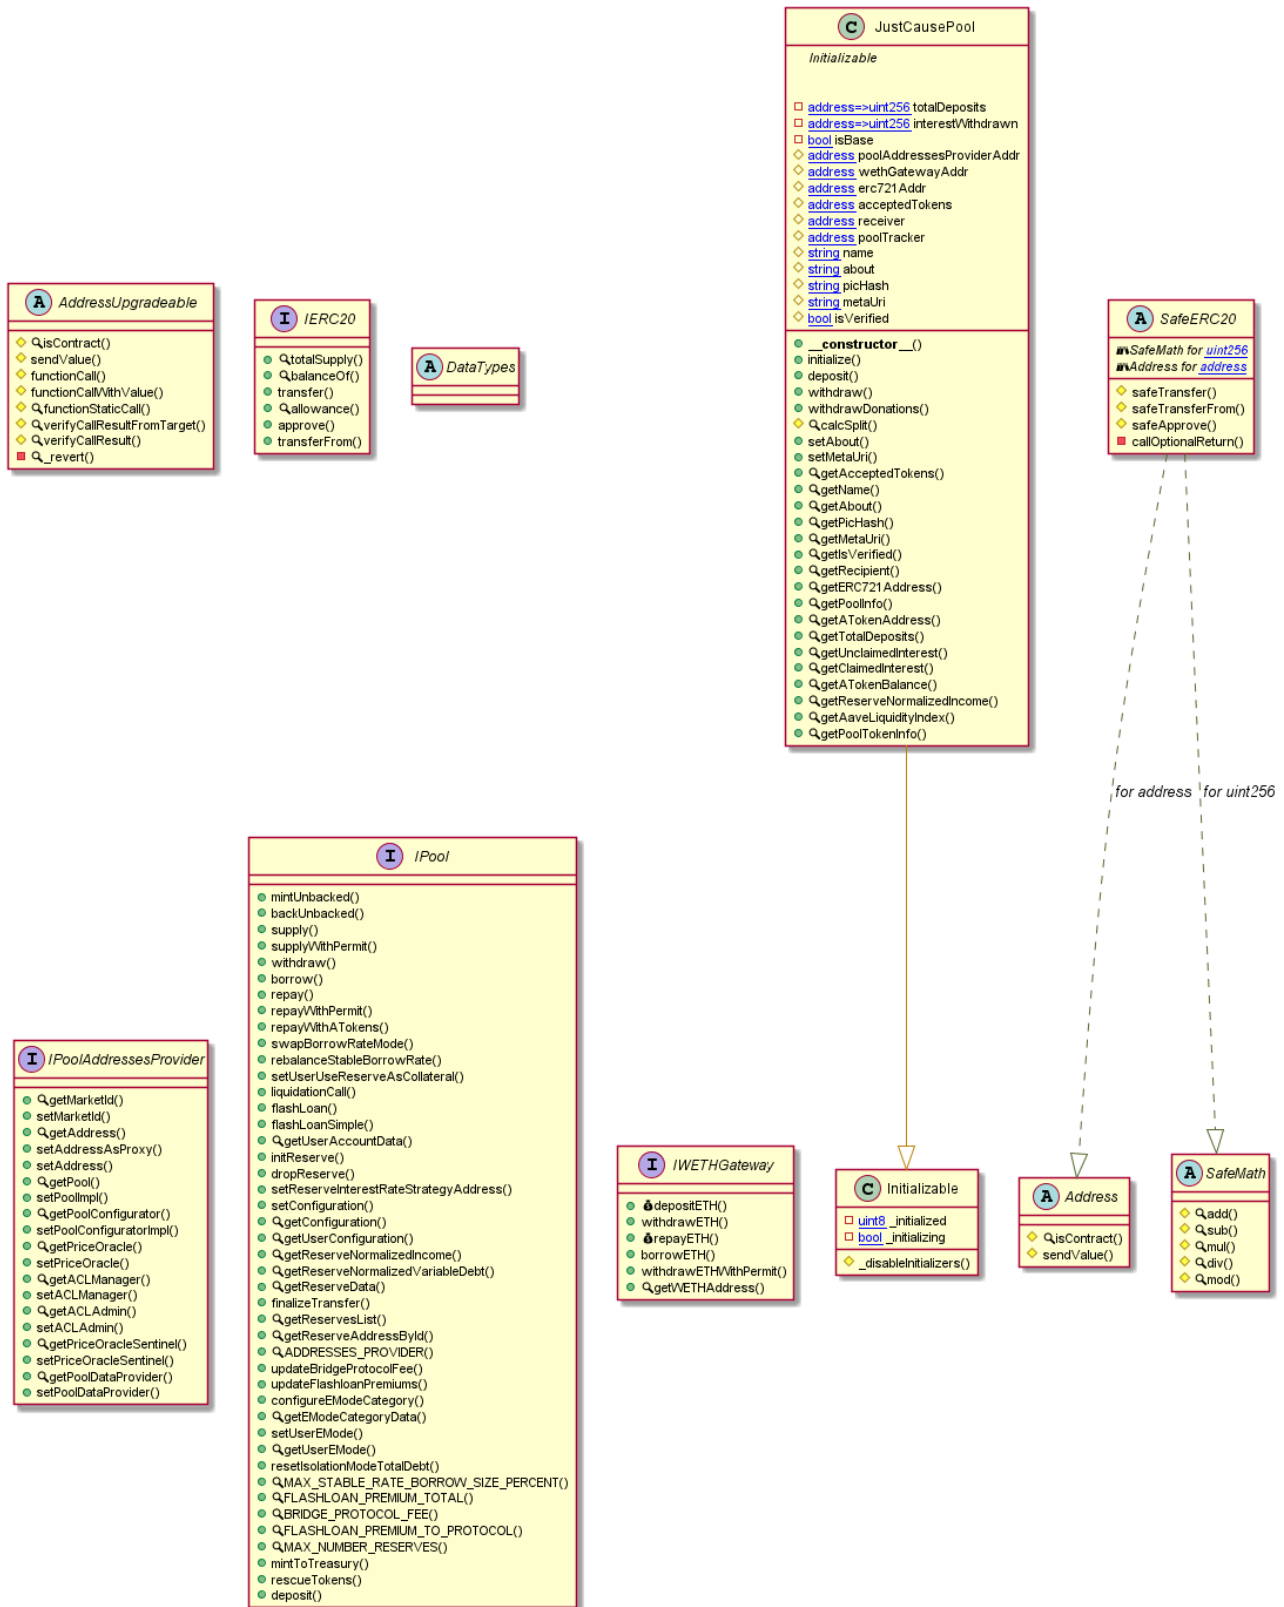 C JustCausePool
Initializable
address=>uint256 totalDeposits
address=>uint256 interestWithdrawn
bool isBase
address poolAddressesProviderAddr
address wethGatewayAddr
address erc721Addr
address acceptedTokens
address receiver
address poolTracker
string name
string about
string picHash
string metaUri
bool isVerified
__constructor__()
initialize()
deposit()
withdraw()
withdrawDonations()
calcSplit()
setAbout()
setMetaUri()
getAcceptedTokens()
getName()
getAbout()
getPicHash()
getMetaUri()
getIsVerified()
getRecipient()
getERC721Address()
getPoolInfo()
getATokenAddress()
getTotalDeposits()
getUnclaimedInterest()
getClaimedInterest()
getATokenBalance()
getReserveNormalizedIncome()
getAaveLiquidityIndex()
getPoolTokenInfo()
A AddressUpgradeable
isContract()
sendValue()
functionCall()
functionCallWithValue()
functionStaticCall()
verifyCallResultFromTarget()
verifyCallResult()
_revert()
I IERC20
totalSupply()
balanceOf()
transfer()
allowance()
approve()
transferFrom()
A DataTypes
A SafeERC20
SafeMath for uint256
Address for address
safeTransfer()
safeTransferFrom()
safeApprove()
callOptionalReturn()
for address
for uint256
I IPoolAddressesProvider
getMarketId()
setMarketId()
getAddress()
setAddressAsProxy()
setAddress()
getPool()
setPoolImpl()
getPoolConfigurator()
setPoolConfiguratorImpl()
getPriceOracle()
setPriceOracle()
getACLManager()
setACLManager()
getACLAdmin()
setACLAdmin()
getPriceOracleSentinel()
setPriceOracleSentinel()
getPoolDataProvider()
setPoolDataProvider()
I IPool
mintUnbacked()
backUnbacked()
supply()
supplyWithPermit()
withdraw()
borrow()
repay()
repayWithPermit()
repayWithATokens()
swapBorrowRateMode()
rebalanceStableBorrowRate()
setUserUseReserveAsCollateral()
liquidationCall()
flashLoan()
flashLoanSimple()
getUserAccountData()
initReserve()
dropReserve()
setReserveInterestRateStrategyAddress()
setConfiguration()
getConfiguration()
getUserConfiguration()
getReserveNormalizedIncome()
getReserveNormalizedVariableDebt()
getReserveData()
finalizeTransfer()
getReservesList()
getReserveAddressById()
ADDRESSES_PROVIDER()
updateBridgeProtocolFee()
updateFlashloanPremiums()
configureEModeCategory()
getEModeCategoryData()
setUserEMode()
getUserEMode()
resetIsolationModeTotalDebt()
MAX_STABLE_RATE_BORROW_SIZE_PERCENT()
FLASHLOAN_PREMIUM_TOTAL()
BRIDGE_PROTOCOL_FEE()
FLASHLOAN_PREMIUM_TO_PROTOCOL()
MAX_NUMBER_RESERVES()
mintToTreasury()
rescueTokens()
deposit()
I IWETHGateway
depositETH()
withdrawETH()
repayETH()
borrowETH()
withdrawETHWithPermit()
getWETHAddress()
C Initializable
uint8 _initialized
bool _initializing
_disableInitializers()
A Address
isContract()
sendValue()
A SafeMath
add()
sub()
mul()
div()
mod()